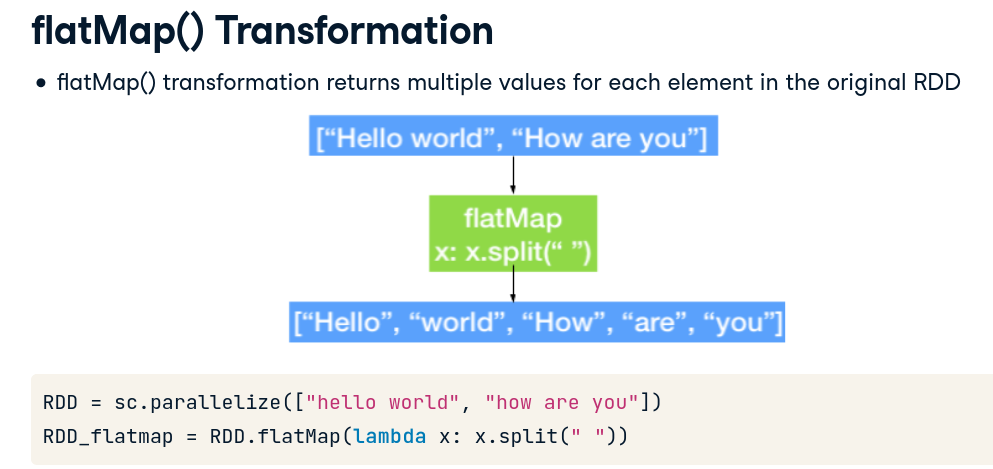 flatMap() Transformation
• flatMap() transformation returns multiple values for each element in the original RDD
[“Hello world”, “How are you”]
flatMap
x: x.split(“ ”)
[“Hello”, “world”, “How”, “are”, “you”]
RDD = sc.parallelize(["hello world", "how are you"])
RDD_flatmap = RDD.flatMap(lambda x: x.split(" "))